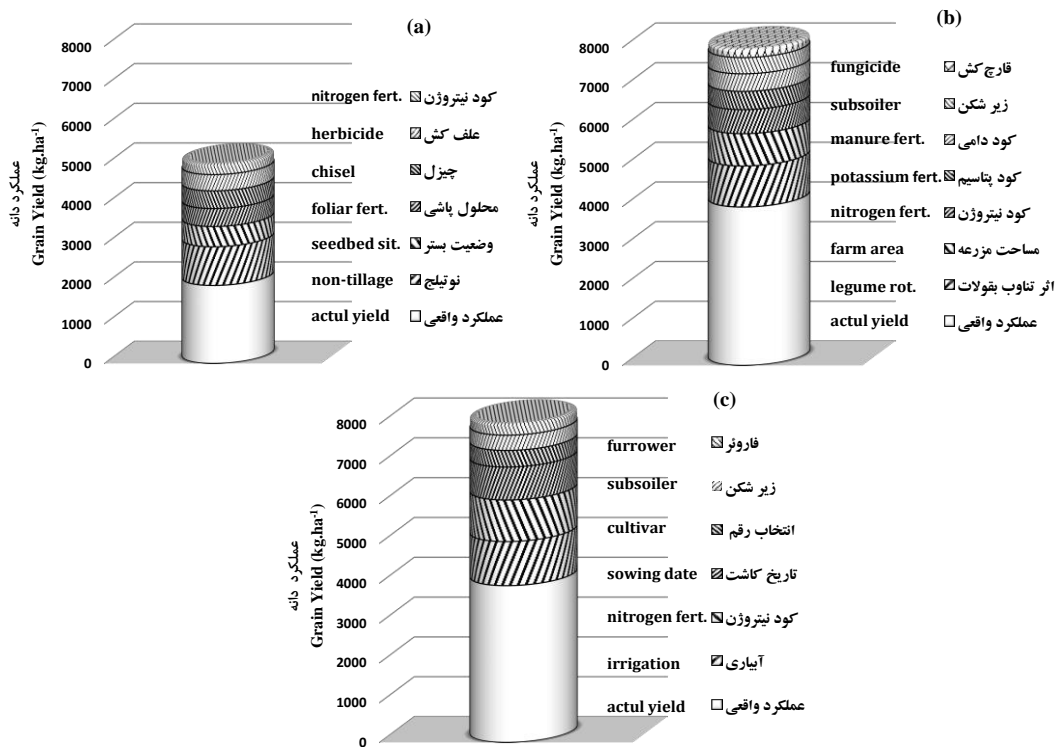 (a)
8000
7000
6000
5000
4000
3000
2000
1000
0
عملکرد دانه
Grain Yield (kg.ha⁻¹)
nitrogen fert. کود نیتروژن
herbicide علف کش
chisel چیزل
foliar fert. محلول پاشی
seedbed sit. وضعیت بستر
non-tillage نوتیلج
actul yield عملکرد واقعی
(b)
8000
7000
6000
5000
4000
3000
2000
1000
0
عملکرد دانه
Grain Yield (kg.ha⁻¹)
fungicide قارچ کش
subsoiler زیر شکن
manure fert. کود دامی
potassium fert. کود پتاسیم
nitrogen fert. کود نیتروژن
farm area مساحت مزرعه
legume rot. اثر تناوب بقولات
actul yield عملکرد واقعی
(c)
8000
7000
6000
5000
4000
3000
2000
1000
0
عملکرد دانه
Grain Yield (kg.ha⁻¹)
furrower فاروئر
subsoiler زیر شکن
cultivar انتخاب رقم
sowing date تاریخ کاشت
nitrogen fert. کود نیتروژن
irrigation آبیاری
actul yield عملکرد واقعی